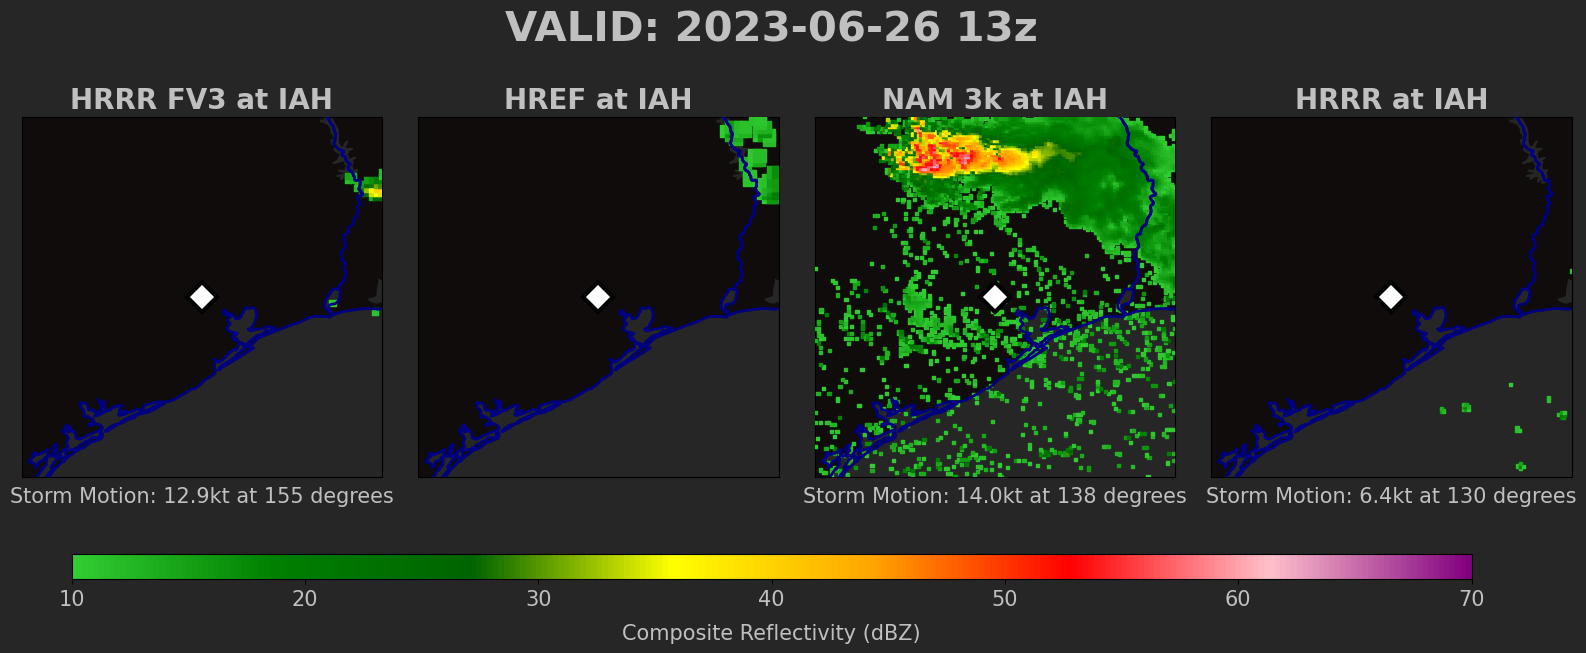 VALID: 2023-06-26 13z
HRRR FV3 at IAH
HREF at IAH
NAM 3k at IAH
HRRR at IAH
Storm Motion: 12.9kt at 155 degrees
Storm Motion: 14.0kt at 138 degrees
Storm Motion: 6.4kt at 130 degrees
10 20 30 40 50 60 70
Composite Reflectivity (dBZ)